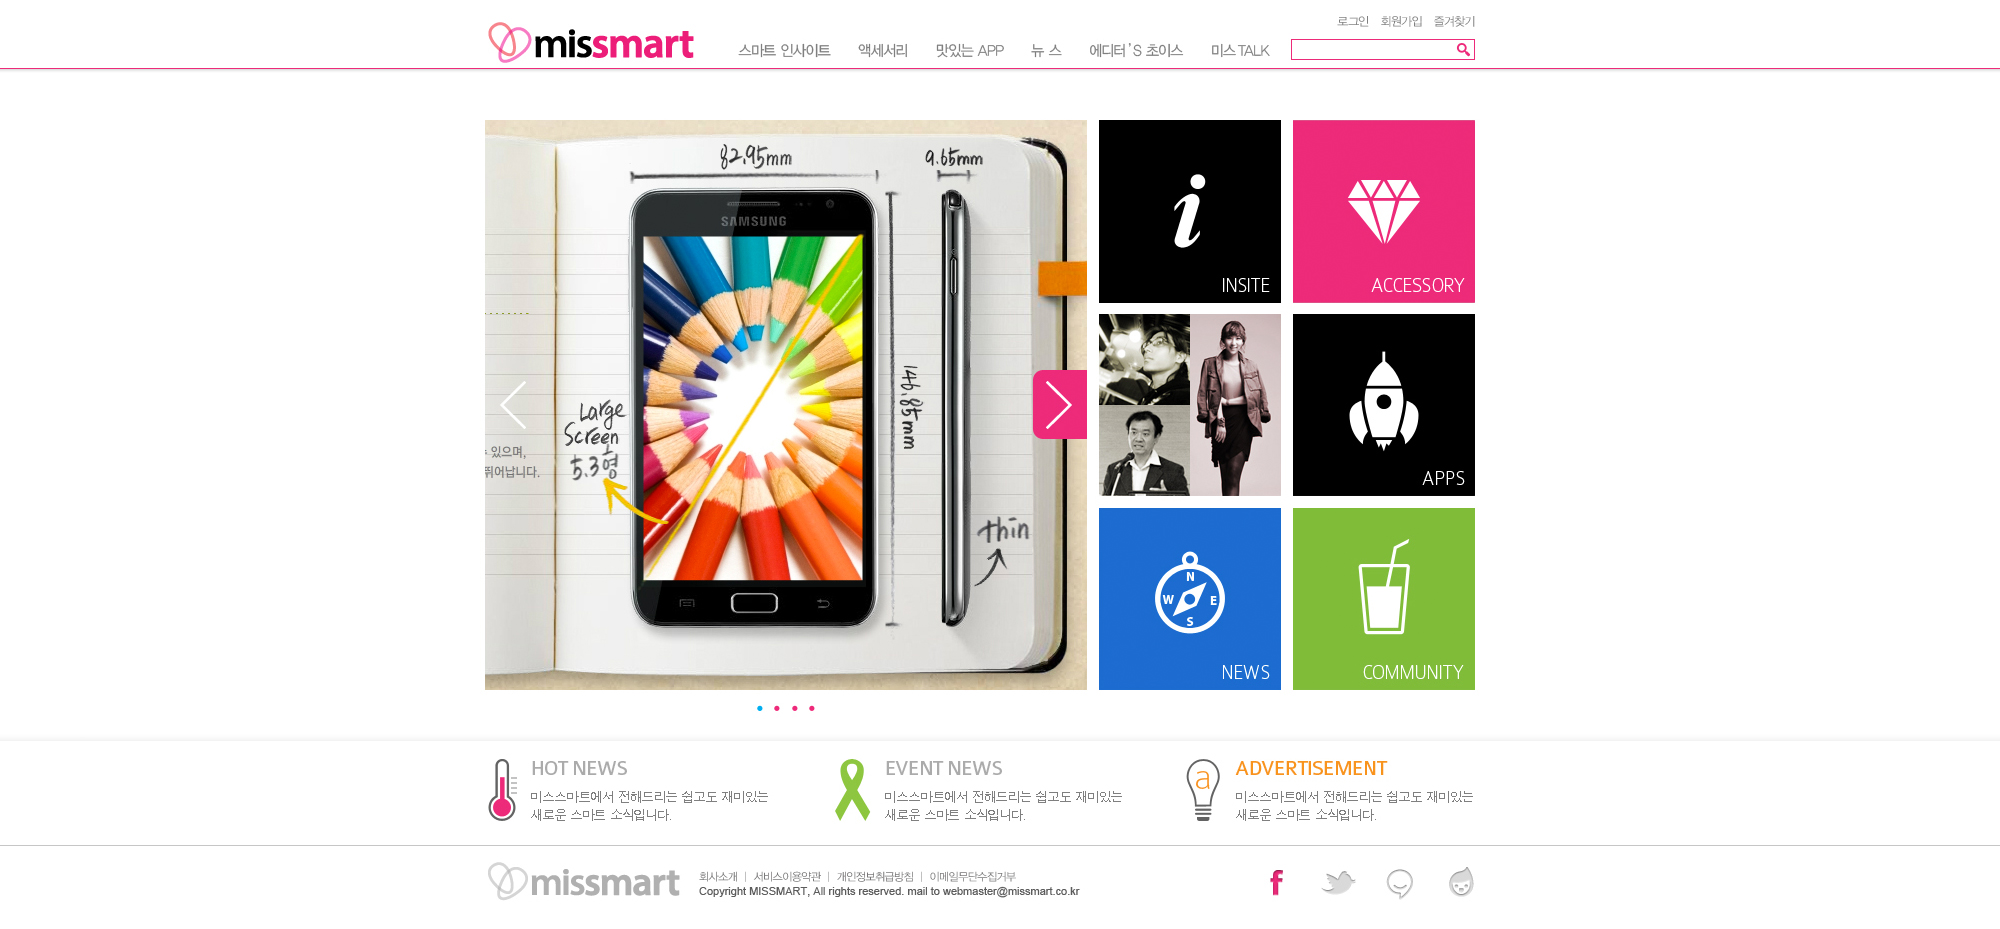 로그인 회원가입 즐겨찾기
missmart
스마트 인사이트 액세서리 맛있는 APP 뉴 스 에디터 'S 초이스 미스 TALK
82.95mm
9.65mm
SAMSUNG
146.85mm
Large
Screen
5.3형
있으며,
뛰어납니다.
thin
INSITE
ACCESSORY
APPS
N
W E
S
NEWS
COMMUNITY
HOT NEWS
미스스마트에서 전해드리는 쉽고도 재미있는
새로운 스마트 소식입니다.
EVENT NEWS
미스스마트에서 전해드리는 쉽고도 재미있는
새로운 스마트 소식입니다.
a
ADVERTISEMENT
미스스마트에서 전해드리는 쉽고도 재미있는
새로운 스마트 소식입니다.
missmart
회사소개 | 서비스이용약관 | 개인정보취급방침 | 이메일무단수집거부
Copyright MISSMART, All rights reserved. mail to webmaster@missmart.co.kr
f